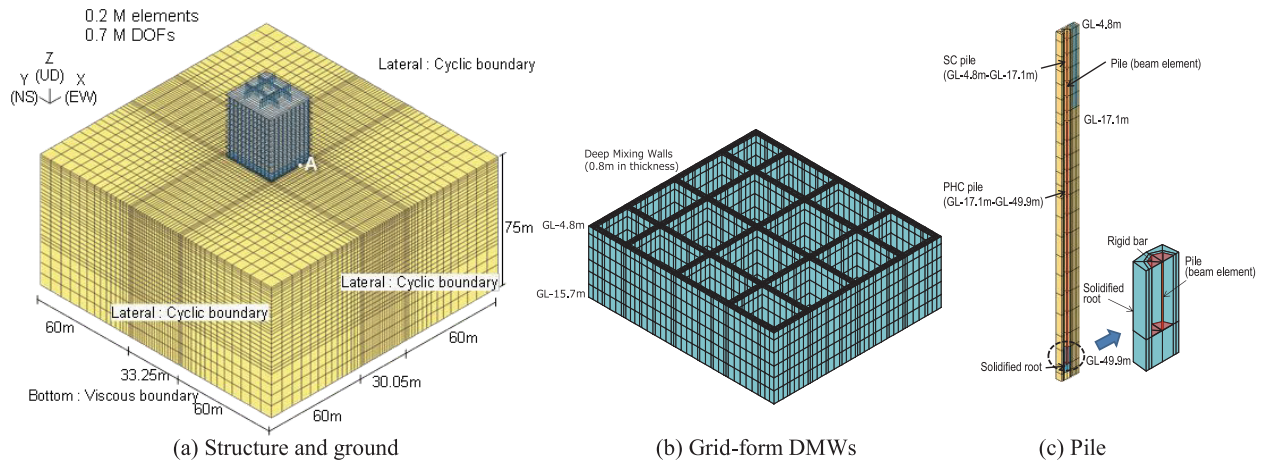 0.2 M elements
0.7 M DOFs
Z
Y (UD) X
(NS) (EW)
Lateral : Cyclic boundary
A
75m
Lateral : Cyclic boundary
Lateral : Cyclic boundary
60m
60m
33.25m
30.05m
Bottom : Viscous boundary
60m
60m
(a) Structure and ground
Deep Mixing Walls
(0.8m in thickness)
GL-4.8m
GL-15.7m
(b) Grid-form DMWs
GL-4.8m
SC pile
(GL-4.8m-GL-17.1m)
Pile (beam element)
GL-17.1m
PHC pile
(GL-17.1m-GL-49.9m)
Rigid bar
Pile
(beam element)
Solidified
root
GL-49.9m
Solidified root
(c) Pile